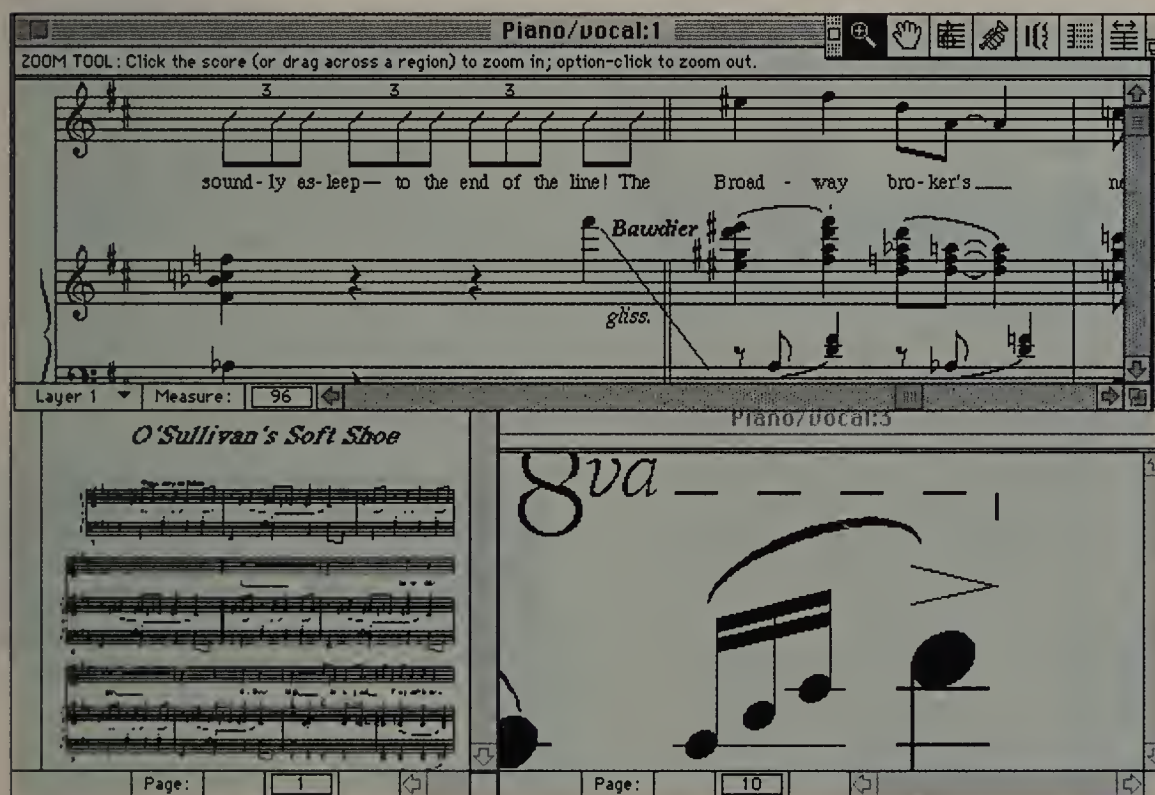 Piano/vocal:1
ZOOM TOOL: Click the score (or drag across a region) to zoom in; option-click to zoom out.
3 3 3
sound-ly as-leep— to the end of the line! The Broad - way bro-ker's
Bawdier
gliss.
Layer 1 Measure: 96
O'Sullivan's Soft Shoe
Piano/vocal:3
8va
Page: 1
Page: 10